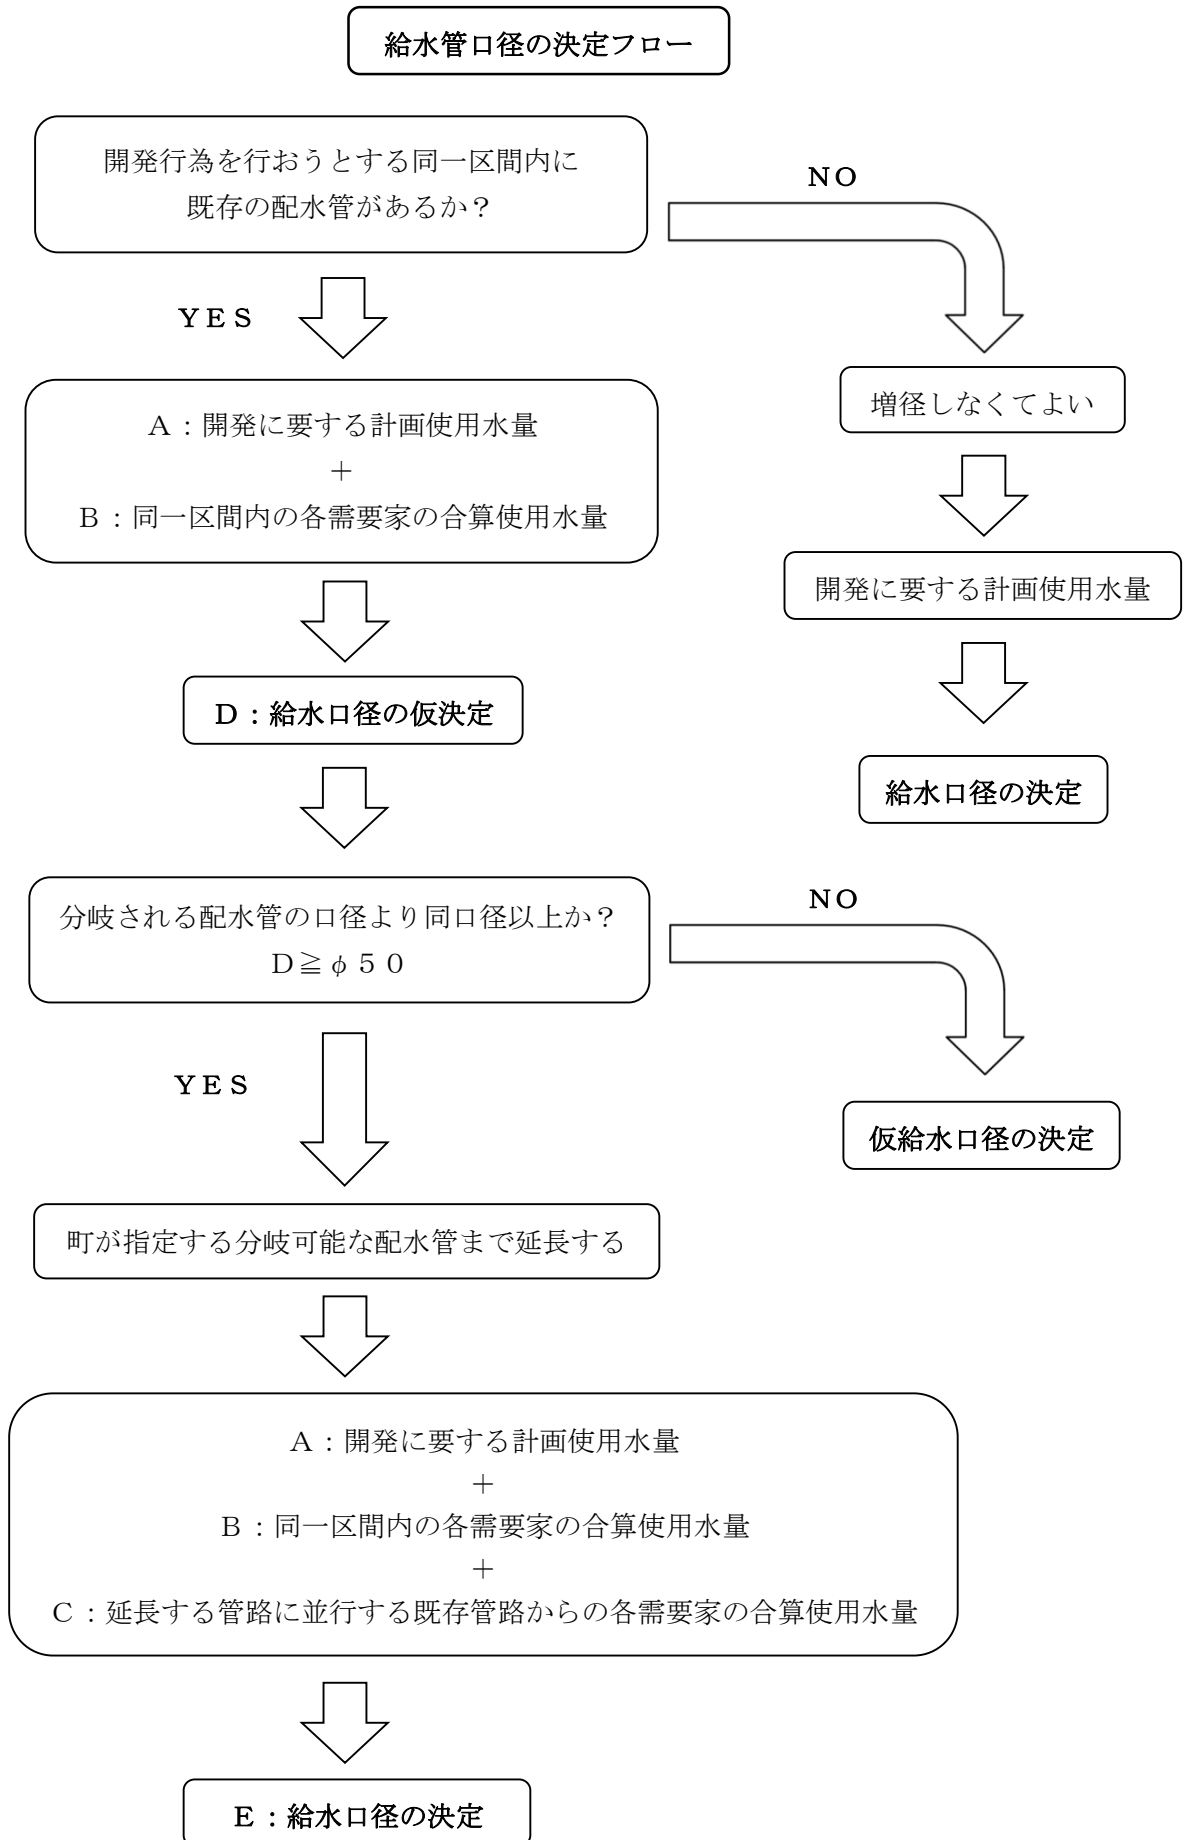 給水管口径の決定フロー
開発行為を行おうとする同一区間内に
既存の配水管があるか？
NO
YES
増径しなくてよい
A：開発に要する計画使用水量
＋
B：同一区間内の各需要家の合算使用水量
開発に要する計画使用水量
D：給水口径の仮決定
給水口径の決定
分岐される配水管の口径より同口径以上か？
D≧φ５０
NO
YES
仮給水口径の決定
町が指定する分岐可能な配水管まで延長する
A：開発に要する計画使用水量
＋
B：同一区間内の各需要家の合算使用水量
＋
C：延長する管路に並行する既存管路からの各需要家の合算使用水量
E：給水口径の決定